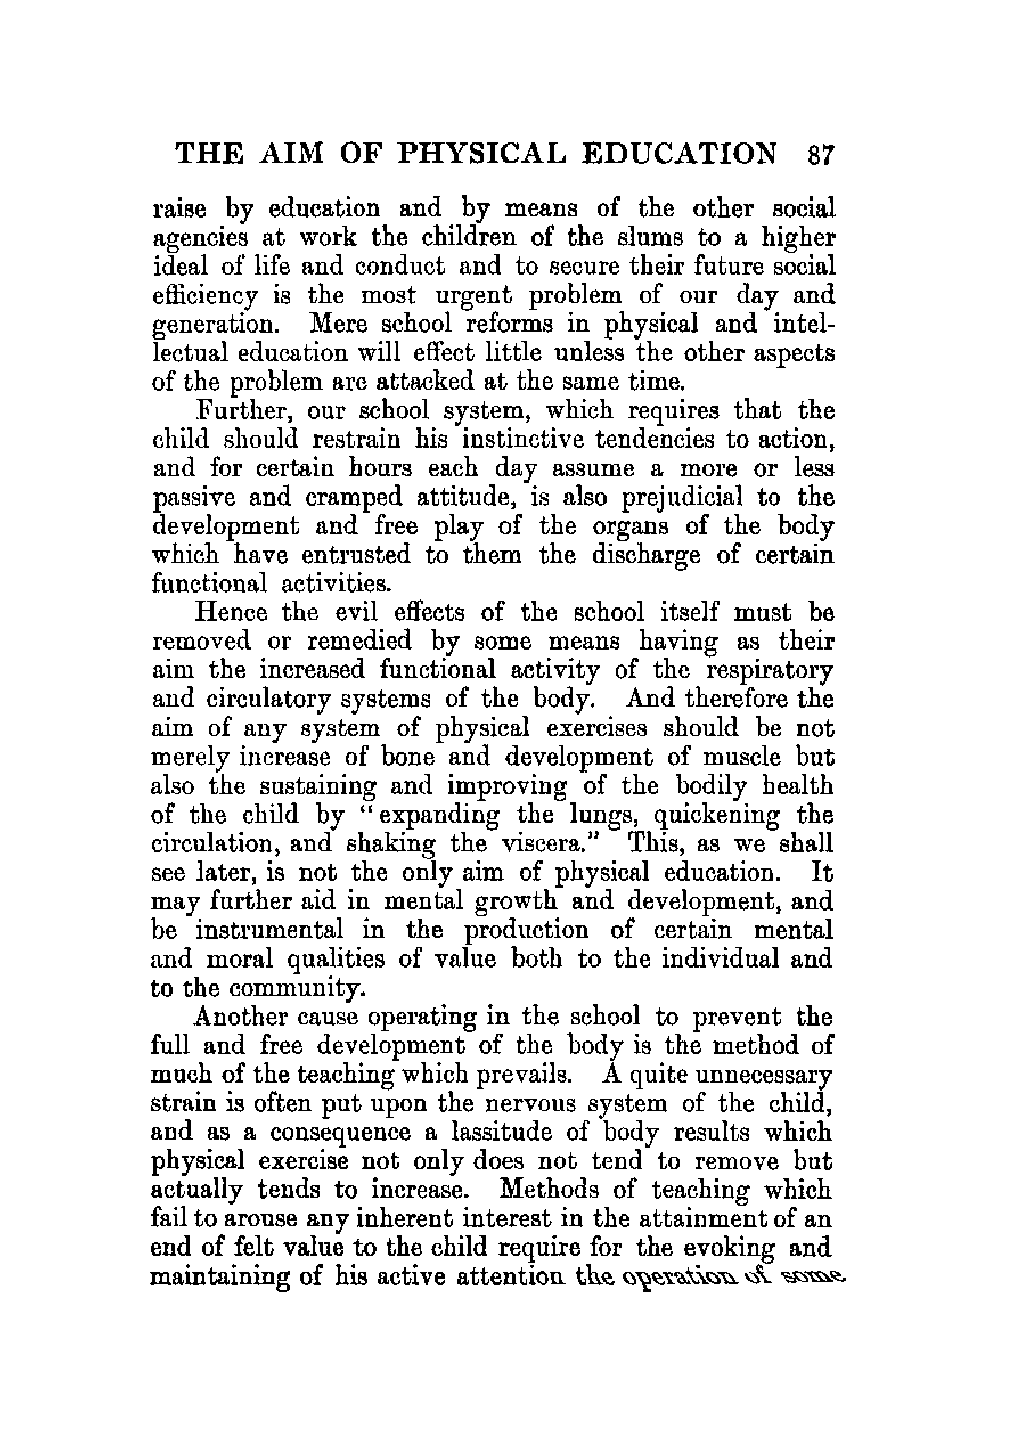 THE AIM OF PHYSICAL EDUCATION 87
raise by education and by means of the other social
agencies at work the children of the slums to a higher
ideal of life and conduct and to secure their future social
efficiency is the most urgent problem of our day and
generation. Mere school reforms in physical and intel-
lectual education will effect little unless the other aspects
of the problem are attacked at the same time.
Further, our school system, which requires that the
child should restrain his instinctive tendencies to action,
and for certain hours each day assume a more or less
passive and cramped attitude, is also prejudicial to the
development and free play of the organs of the body
which have entrusted to them the discharge of certain
functional activities.
Hence the evil effects of the school itself must be
removed or remedied by some means having as their
aim the increased functional activity of the respiratory
and circulatory systems of the body. And therefore the
aim of any system of physical exercises should be not
merely increase of bone and development of muscle but
also the sustaining and improving of the bodily health
of the child by "expanding the lungs, quickening the
circulation, and shaking the viscera." This, as we shall
see later, is not the only aim of physical education. It
may further aid in mental growth and development, and
be instrumental in the production of certain mental
and moral qualities of value both to the individual and
to the community.
Another cause operating in the school to prevent the
full and free development of the body is the method of
much of the teaching which prevails. A quite unnecessary
strain is often put upon the nervous system of the child,
and as a consequence a lassitude of body results which
physical exercise not only does not tend to remove but
actually tends to increase. Methods of teaching which
fail to arouse any inherent interest in the attainment of an
end of felt value to the child require for the evoking and
maintaining of his active attention the operation of some